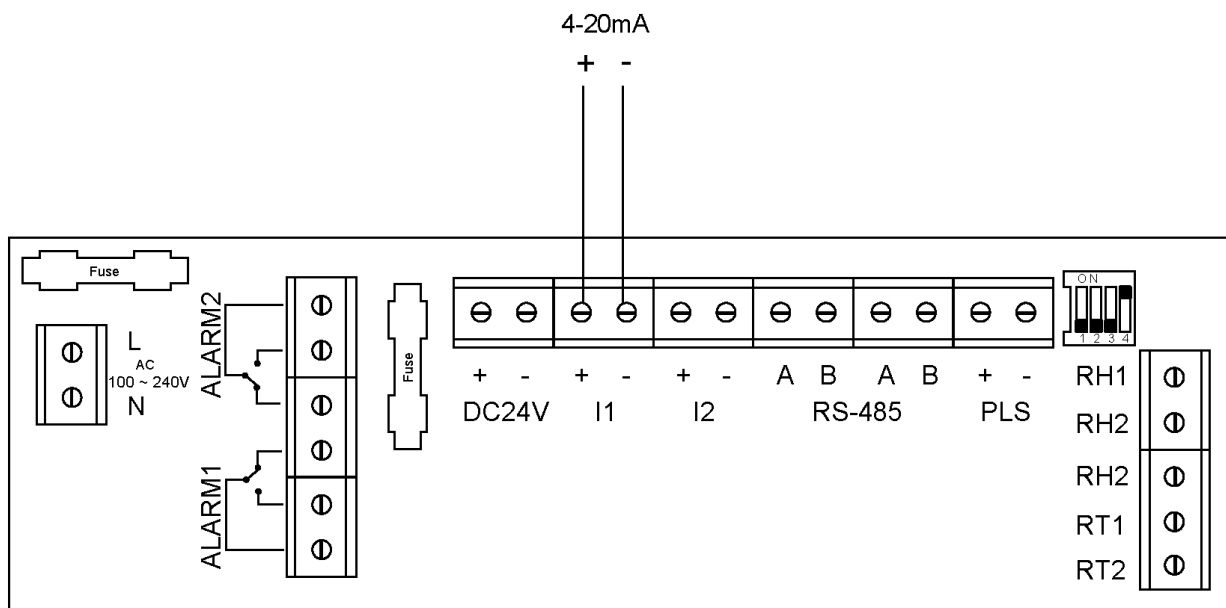 4-20mA
+ -
Fuse
L
AC
100 ~ 240V
N
ALARM2
ALARM1
Fuse
+ - + - + - A B A B + -
DC24V I1 I2 RS-485 PLS
ON
1 2 3 4
RH1
RH2
RH2
RT1
RT2